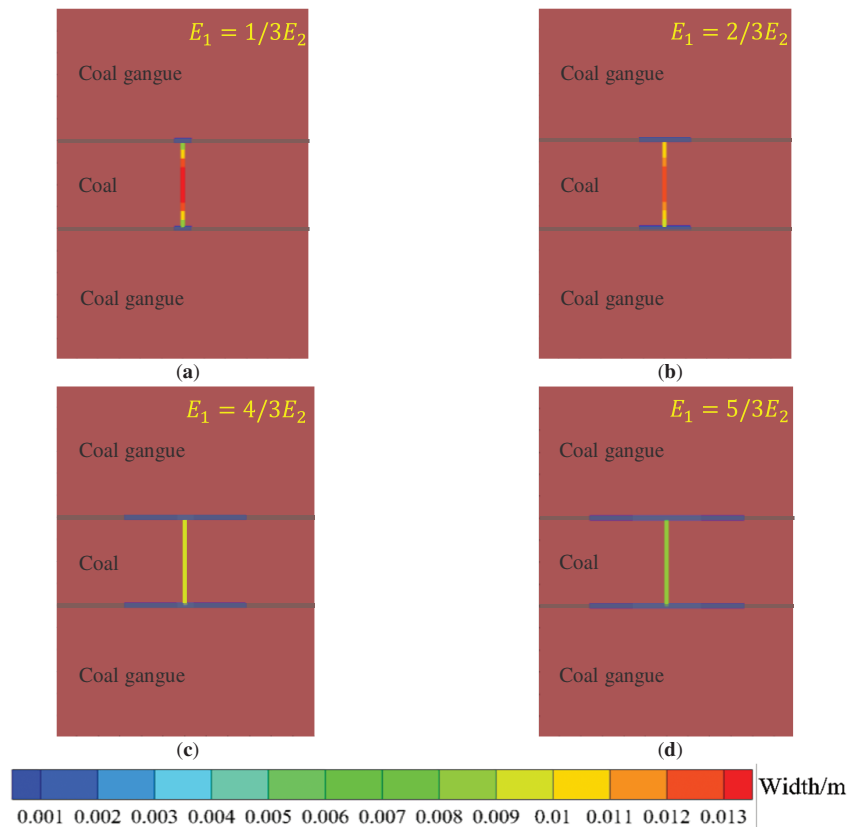 E₁ = 1/3E₂
Coal gangue
Coal
Coal gangue
(a)
E₁ = 2/3E₂
Coal gangue
Coal
Coal gangue
(b)
E₁ = 4/3E₂
Coal gangue
Coal
Coal gangue
(c)
E₁ = 5/3E₂
Coal gangue
Coal
Coal gangue
(d)
Width/m
0.001 0.002 0.003 0.004 0.005 0.006 0.007 0.008 0.009 0.01 0.011 0.012 0.013